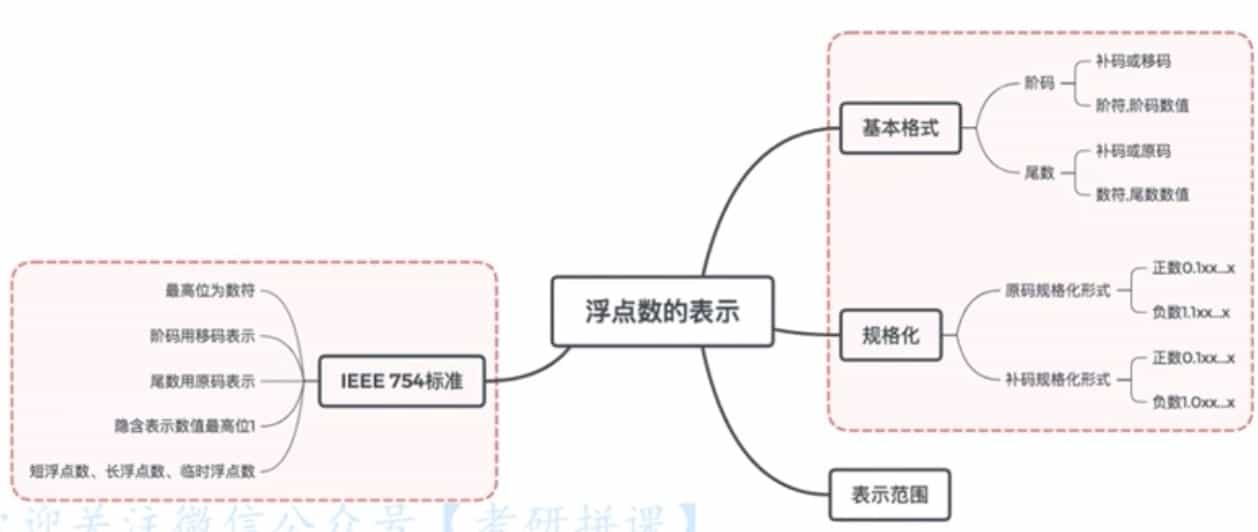 浮点数的表示
基本格式
阶码
补码或移码
阶符,阶码数值
尾数
补码或原码
数符,尾数数值
规格化
原码规格化形式
正数0.1xx...x
负数1.1xx...x
补码规格化形式
正数0.1xx...x
负数1.0xx...x
表示范围
IEEE 754标准
最高位为数符
阶码用移码表示
尾数用原码表示
隐含表示数值最高位1
短浮点数、长浮点数、临时浮点数
迎关注微信公众号【考研拼课】